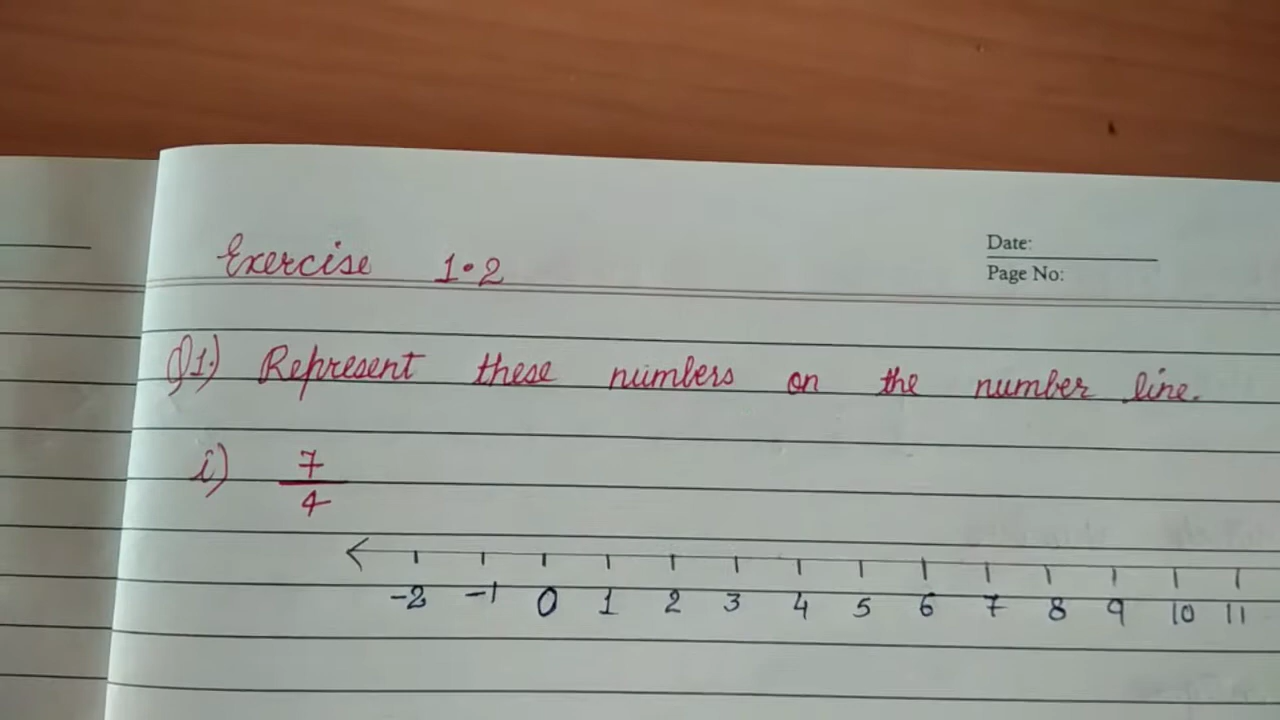 Date:
Exercise 1.2
Page No:
Q1.) Represent these numbers on the number line.
i) 7/4
-2 -1 0 1 2 3 4 5 6 7 8 9 10 11